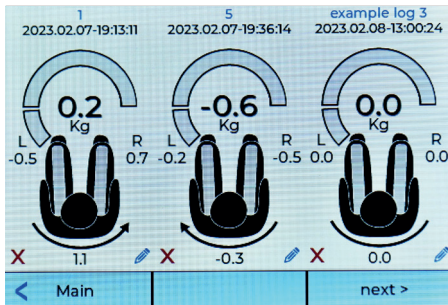 1
2023.02.07-19:13:11
0.2
Kg
L
R
-0.5
0.7
X
1.1
5
2023.02.07-19:36:14
-0.6
Kg
L
R
-0.2
-0.5
X
-0.3
example log 3
2023.02.08-13:00:24
0.0
Kg
L
R
0.0
0.0
X
0.0
< Main
next >